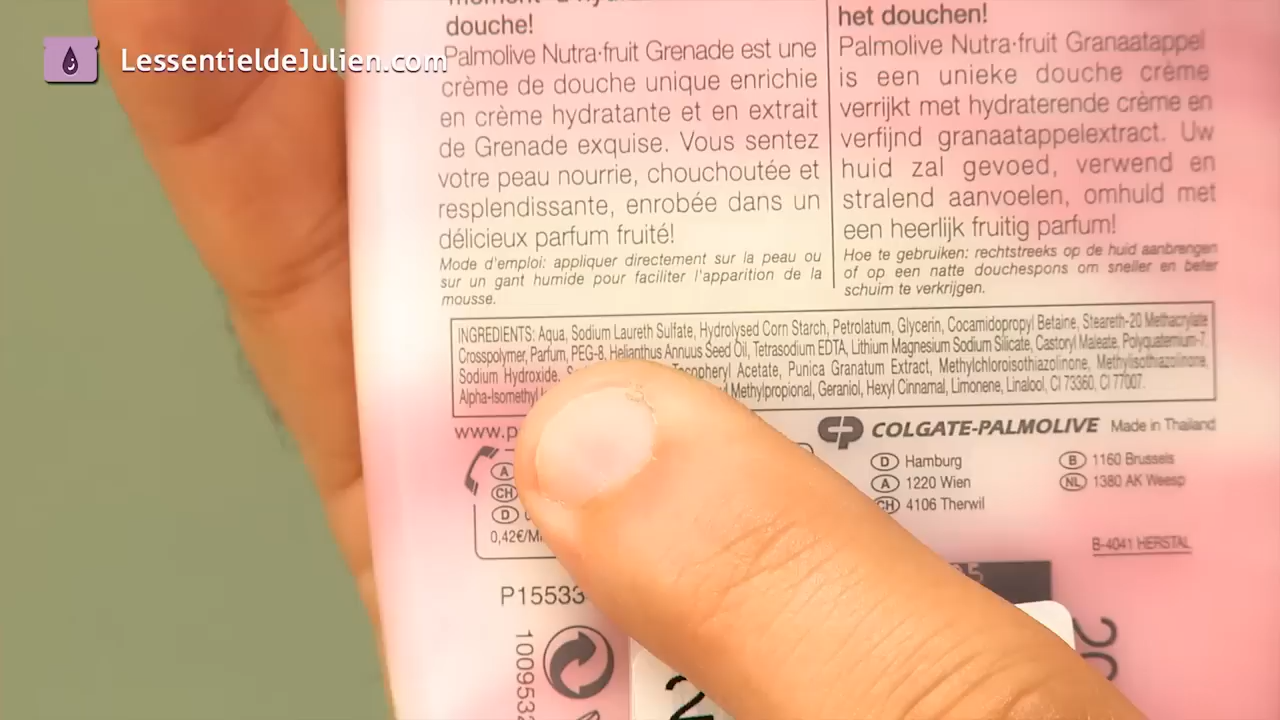 LessentieldeJulien.com
douche!
Palmolive Nutra·fruit Grenade est une
crème de douche unique enrichie
en crème hydratante et en extrait
de Grenade exquise. Vous sentez
votre peau nourrie, chouchoutée et
resplendissante, enrobée dans un
délicieux parfum fruité!
Mode d'emploi: appliquer directement sur la peau ou
sur un gant humide pour faciliter l'apparition de la
mousse.
het douchen!
Palmolive Nutra·fruit Granaatappel
is een unieke douche crème
verrijkt met hydraterende crème en
verfijnd granaatappelextract. Uw
huid zal gevoed, verwend en
stralend aanvoelen, omhuld met
een heerlijk fruitig parfum!
Hoe te gebruiken: rechtstreeks op de huid aanbrengen
of op een natte douchespons om sneller en beter
schuim te verkrijgen.
INGREDIENTS: Aqua, Sodium Laureth Sulfate, Hydrolysed Corn Starch, Petrolatum, Glycerin, Cocamidopropyl Betaine, Steareth-20 Methacrylate
Crosspolymer, Parfum, PEG-8, Helianthus Annuus Seed Oil, Tetrasodium EDTA, Lithium Magnesium Sodium Silicate, Castoryl Maleate, Polyquaternium-7,
Sodium Hydroxide, Tocopheryl Acetate, Punica Granatum Extract, Methylchloroisothiazolinone, Methylisothiazolinone,
Alpha-Isomethyl Methylpropional, Geraniol, Hexyl Cinnamal, Limonene, Linalool, CI 73360, CI 77007.
www.p
CP COLGATE-PALMOLIVE Made in Thailand
A
CH
D
0,42€/Mi
D Hamburg
A 1220 Wien
CH 4106 Therwil
B 1160 Brussels
NL 1380 AK Weesp
B-4041 HERSTAL
P15533
1009532